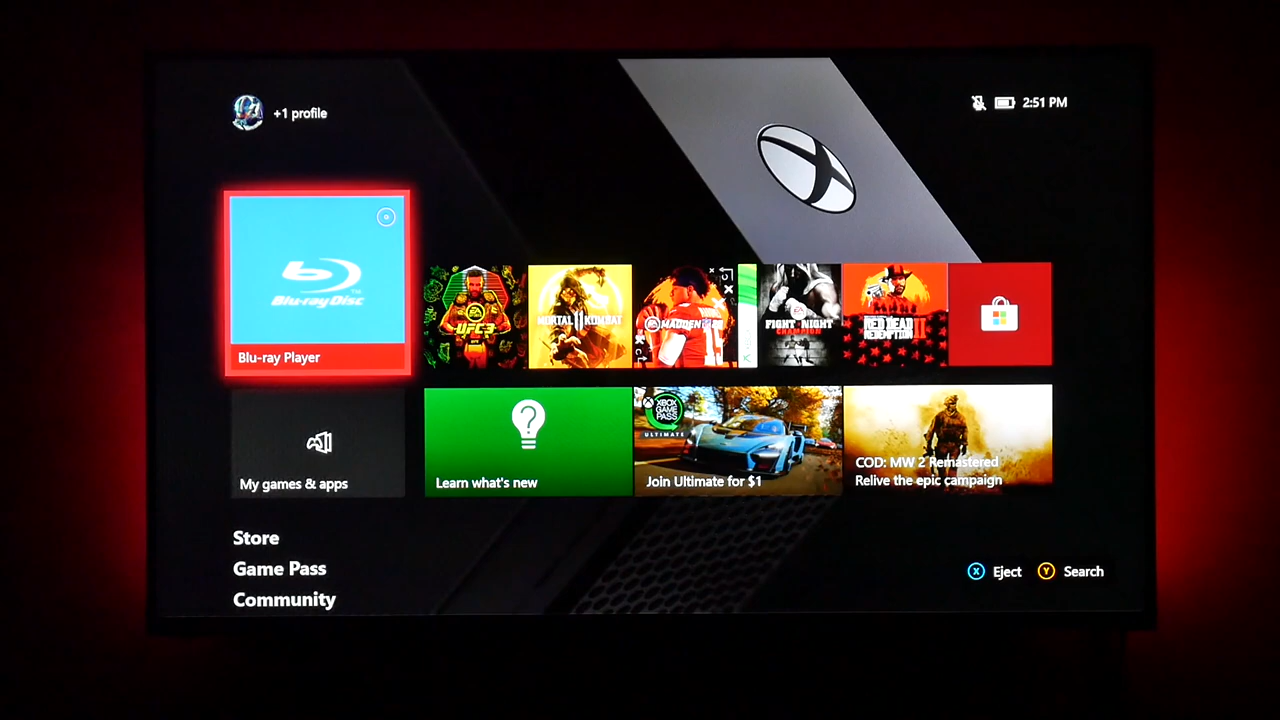 +1 profile
2:51 PM
Blu-ray Disc
TM
Blu-ray Player
UFC 3
MORTAL KOMBAT
11
EA MADDEN
FIGHT NIGHT
CHAMPION
RED DEAD
REDEMPTION II
My games & apps
Learn what's new
XBOX
GAME
PASS
ULTIMATE
Join Ultimate for $1
COD: MW 2 Remastered
Relive the epic campaign
Store
Game Pass
Community
X Eject Y Search